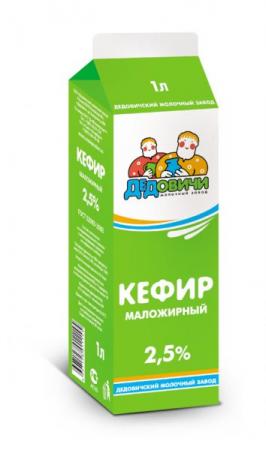 1л
ДЕДОВИЧСКИЙ МОЛОЧНЫЙ ЗАВОД
ДЕДОВИЧИ
МОЛОЧНЫЙ ЗАВОД
КЕФИР
МАЛОЖИРНЫЙ
2,5%
ДЕДОВИЧСКИЙ МОЛОЧНЫЙ ЗАВОД
КЕФИР
МАЛОЖИРНЫЙ
2,5%
1л